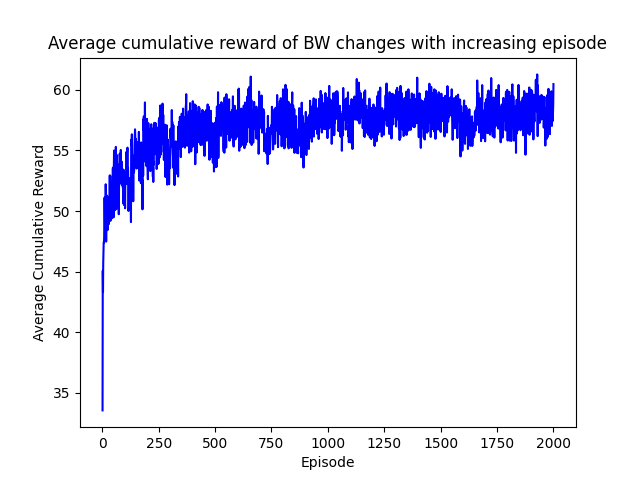 Average cumulative reward of BW changes with increasing episode
Average Cumulative Reward
60
55
50
45
40
35
0 250 500 750 1000 1250 1500 1750 2000
Episode